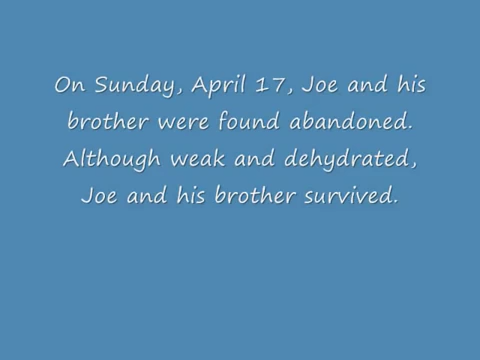 On Sunday, April 17, Joe and his
brother were found abandoned.
Although weak and dehydrated,
Joe and his brother survived.